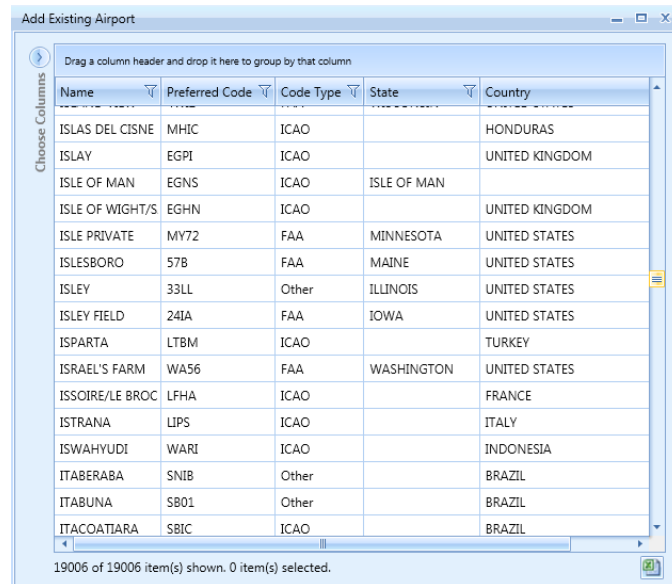 Add Existing Airport
Choose Columns
Drag a column header and drop it here to group by that column
Name Preferred Code Code Type State Country
ISLAS DEL CISNE MHIC ICAO HONDURAS
ISLAY EGPI ICAO UNITED KINGDOM
ISLE OF MAN EGNS ICAO ISLE OF MAN
ISLE OF WIGHT/S EGHN ICAO UNITED KINGDOM
ISLE PRIVATE MY72 FAA MINNESOTA UNITED STATES
ISLESBORO 57B FAA MAINE UNITED STATES
ISLEY 33LL Other ILLINOIS UNITED STATES
ISLEY FIELD 24IA FAA IOWA UNITED STATES
ISPARTA LTBM ICAO TURKEY
ISRAEL'S FARM WA56 FAA WASHINGTON UNITED STATES
ISSOIRE/LE BROC LFHA ICAO FRANCE
ISTRANA LIPS ICAO ITALY
ISWAHYUDI WARI ICAO INDONESIA
ITABERABA SNIB Other BRAZIL
ITABUNA SB01 Other BRAZIL
ITACOATIARA SBIC ICAO BRAZIL
19006 of 19006 item(s) shown. 0 item(s) selected.